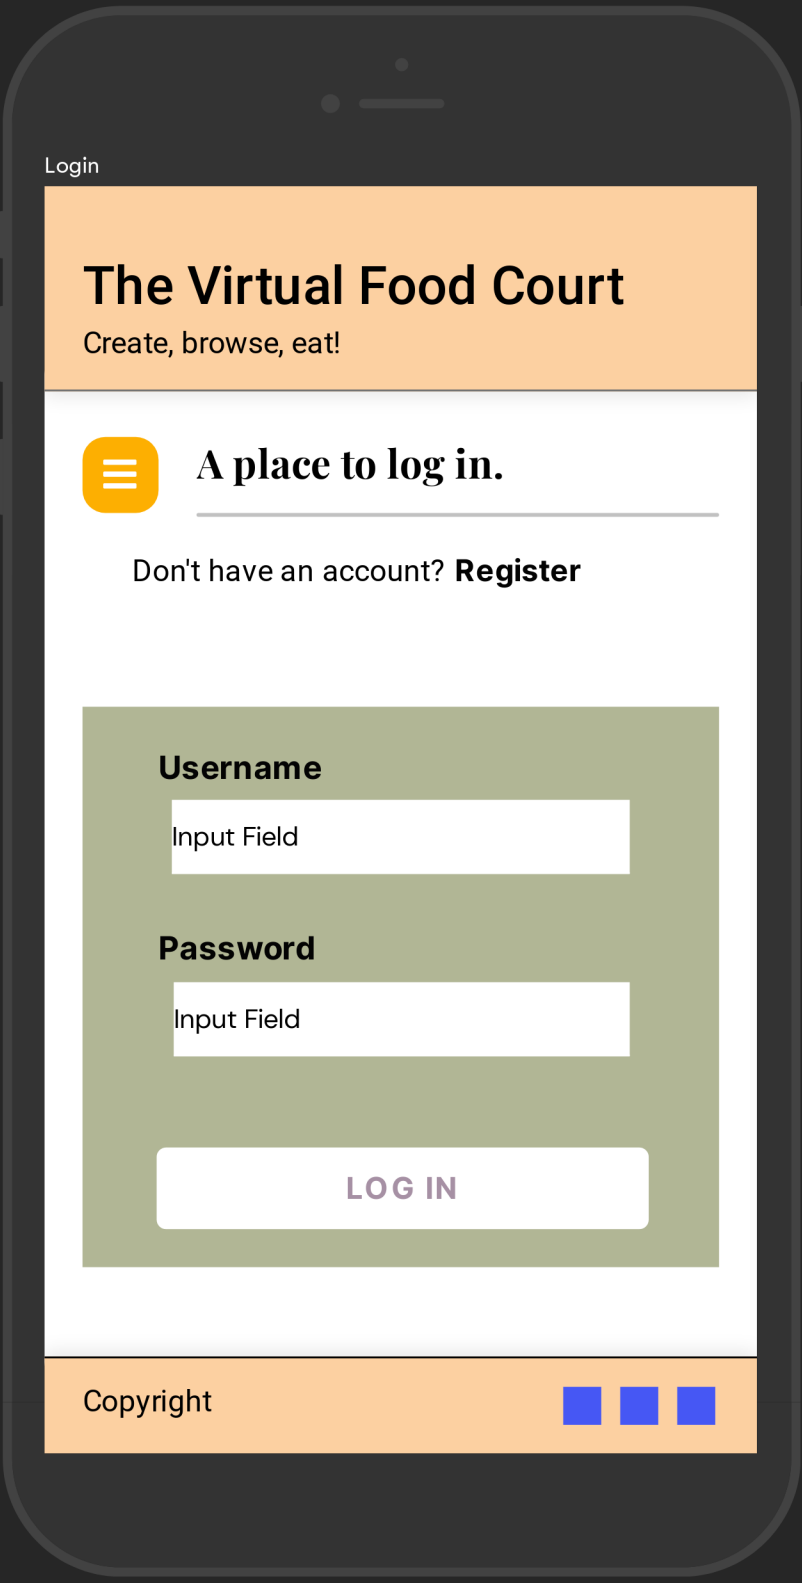 Login
The Virtual Food Court
Create, browse, eat!
A place to log in.
Don't have an account? Register
Username
Input Field
Password
Input Field
LOG IN
Copyright